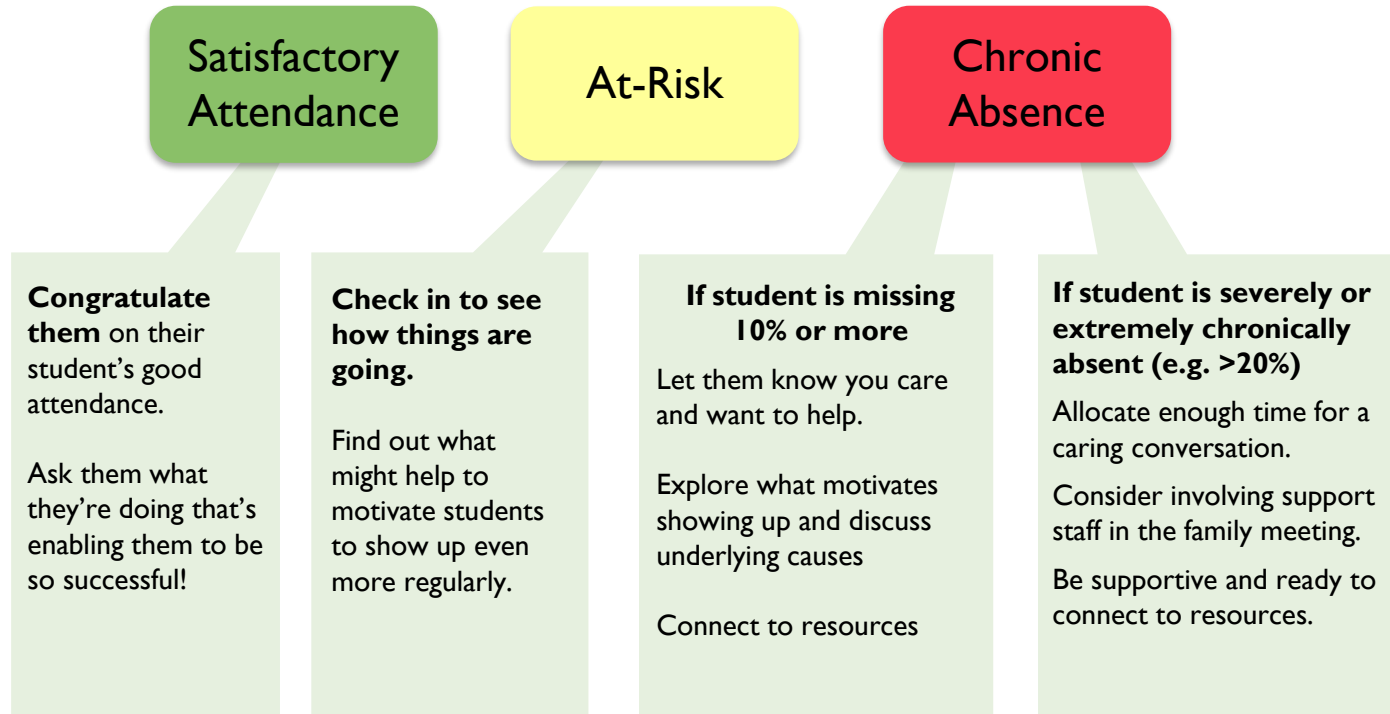 Satisfactory
Attendance
At-Risk
Chronic
Absence
Congratulate
them on their
student’s good
attendance.
Ask them what
they’re doing that’s
enabling them to be
so successful!
Check in to see
how things are
going.
Find out what
might help to
motivate students
to show up even
more regularly.
If student is missing
10% or more
Let them know you care
and want to help.
Explore what motivates
showing up and discuss
underlying causes
Connect to resources
If student is severely or
extremely chronically
absent (e.g. >20%)
Allocate enough time for a
caring conversation.
Consider involving support
staff in the family meeting.
Be supportive and ready to
connect to resources.